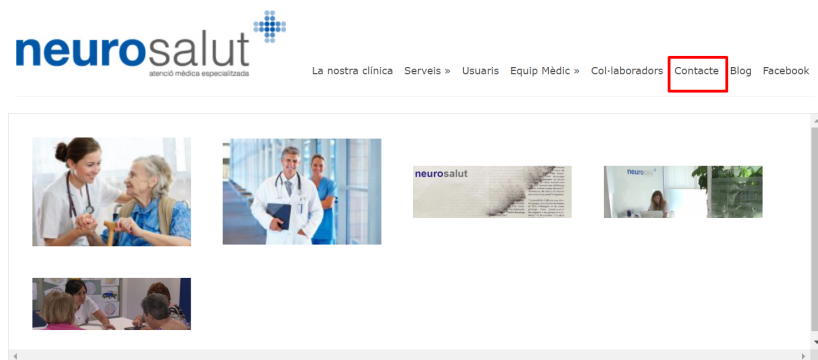 neurosalut
atenció mèdica especialitzada
La nostra clínica Serveis » Usuaris Equip Mèdic » Col·laboradors Contacte Blog Facebook
neurosalut
neurosalut